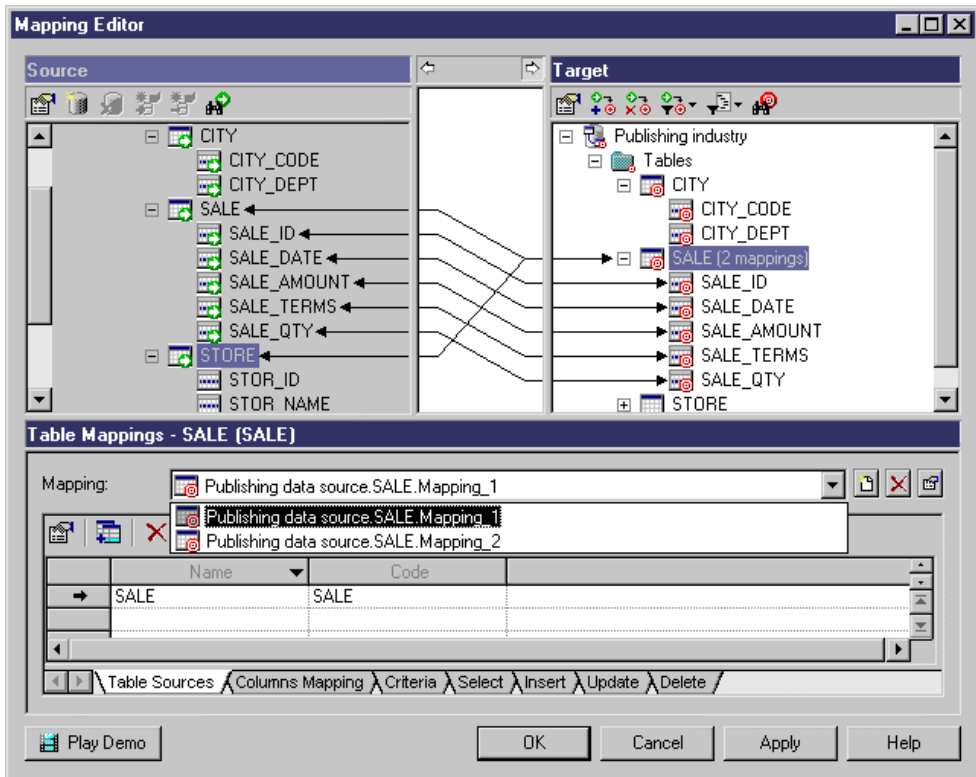 Mapping Editor
Source
Target
CITY
CITY_CODE
CITY_DEPT
SALE
SALE_ID
SALE_DATE
SALE_AMOUNT
SALE_TERMS
SALE_QTY
STORE
STOR_ID
STOR_NAME
Publishing industry
Tables
CITY
CITY_CODE
CITY_DEPT
SALE (2 mappings)
SALE_ID
SALE_DATE
SALE_AMOUNT
SALE_TERMS
SALE_QTY
STORE
Table Mappings - SALE (SALE)
Mapping: Publishing data source.SALE.Mapping_1
Publishing data source.SALE.Mapping_1
Publishing data source.SALE.Mapping_2
Name Code
SALE SALE
Table Sources Columns Mapping Criteria Select Insert Update Delete
Play Demo OK Cancel Apply Help